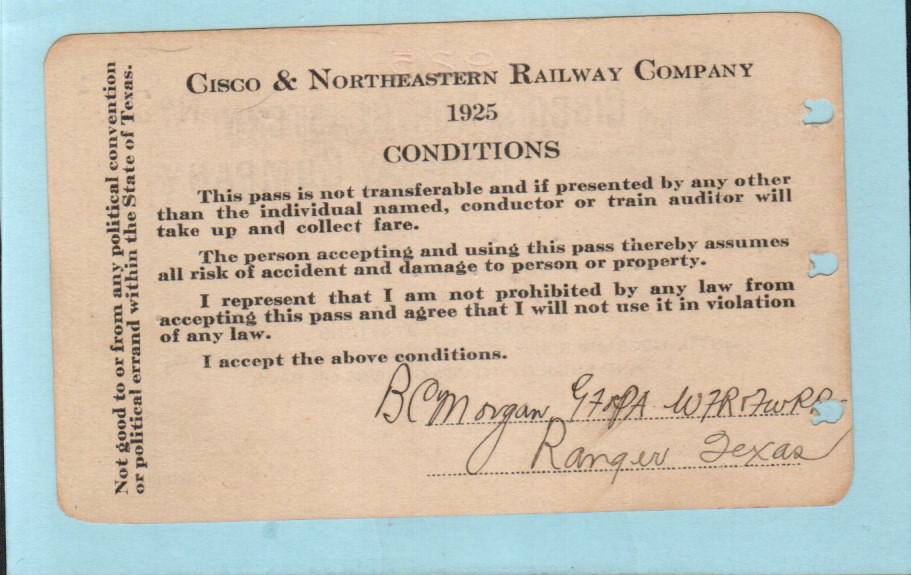 CISCO & NORTHEASTERN RAILWAY COMPANY
1925
CONDITIONS
This pass is not transferable and if presented by any other
than the individual named, conductor or train auditor will
take up and collect fare.
The person accepting and using this pass thereby assumes
all risk of accident and damage to person or property.
I represent that I am not prohibited by any law from
accepting this pass and agree that I will not use it in violation
of any law.
I accept the above conditions.
BC Morgan
Ranger Texas
Not good to or from any political convention
or political errand within the State of Texas.